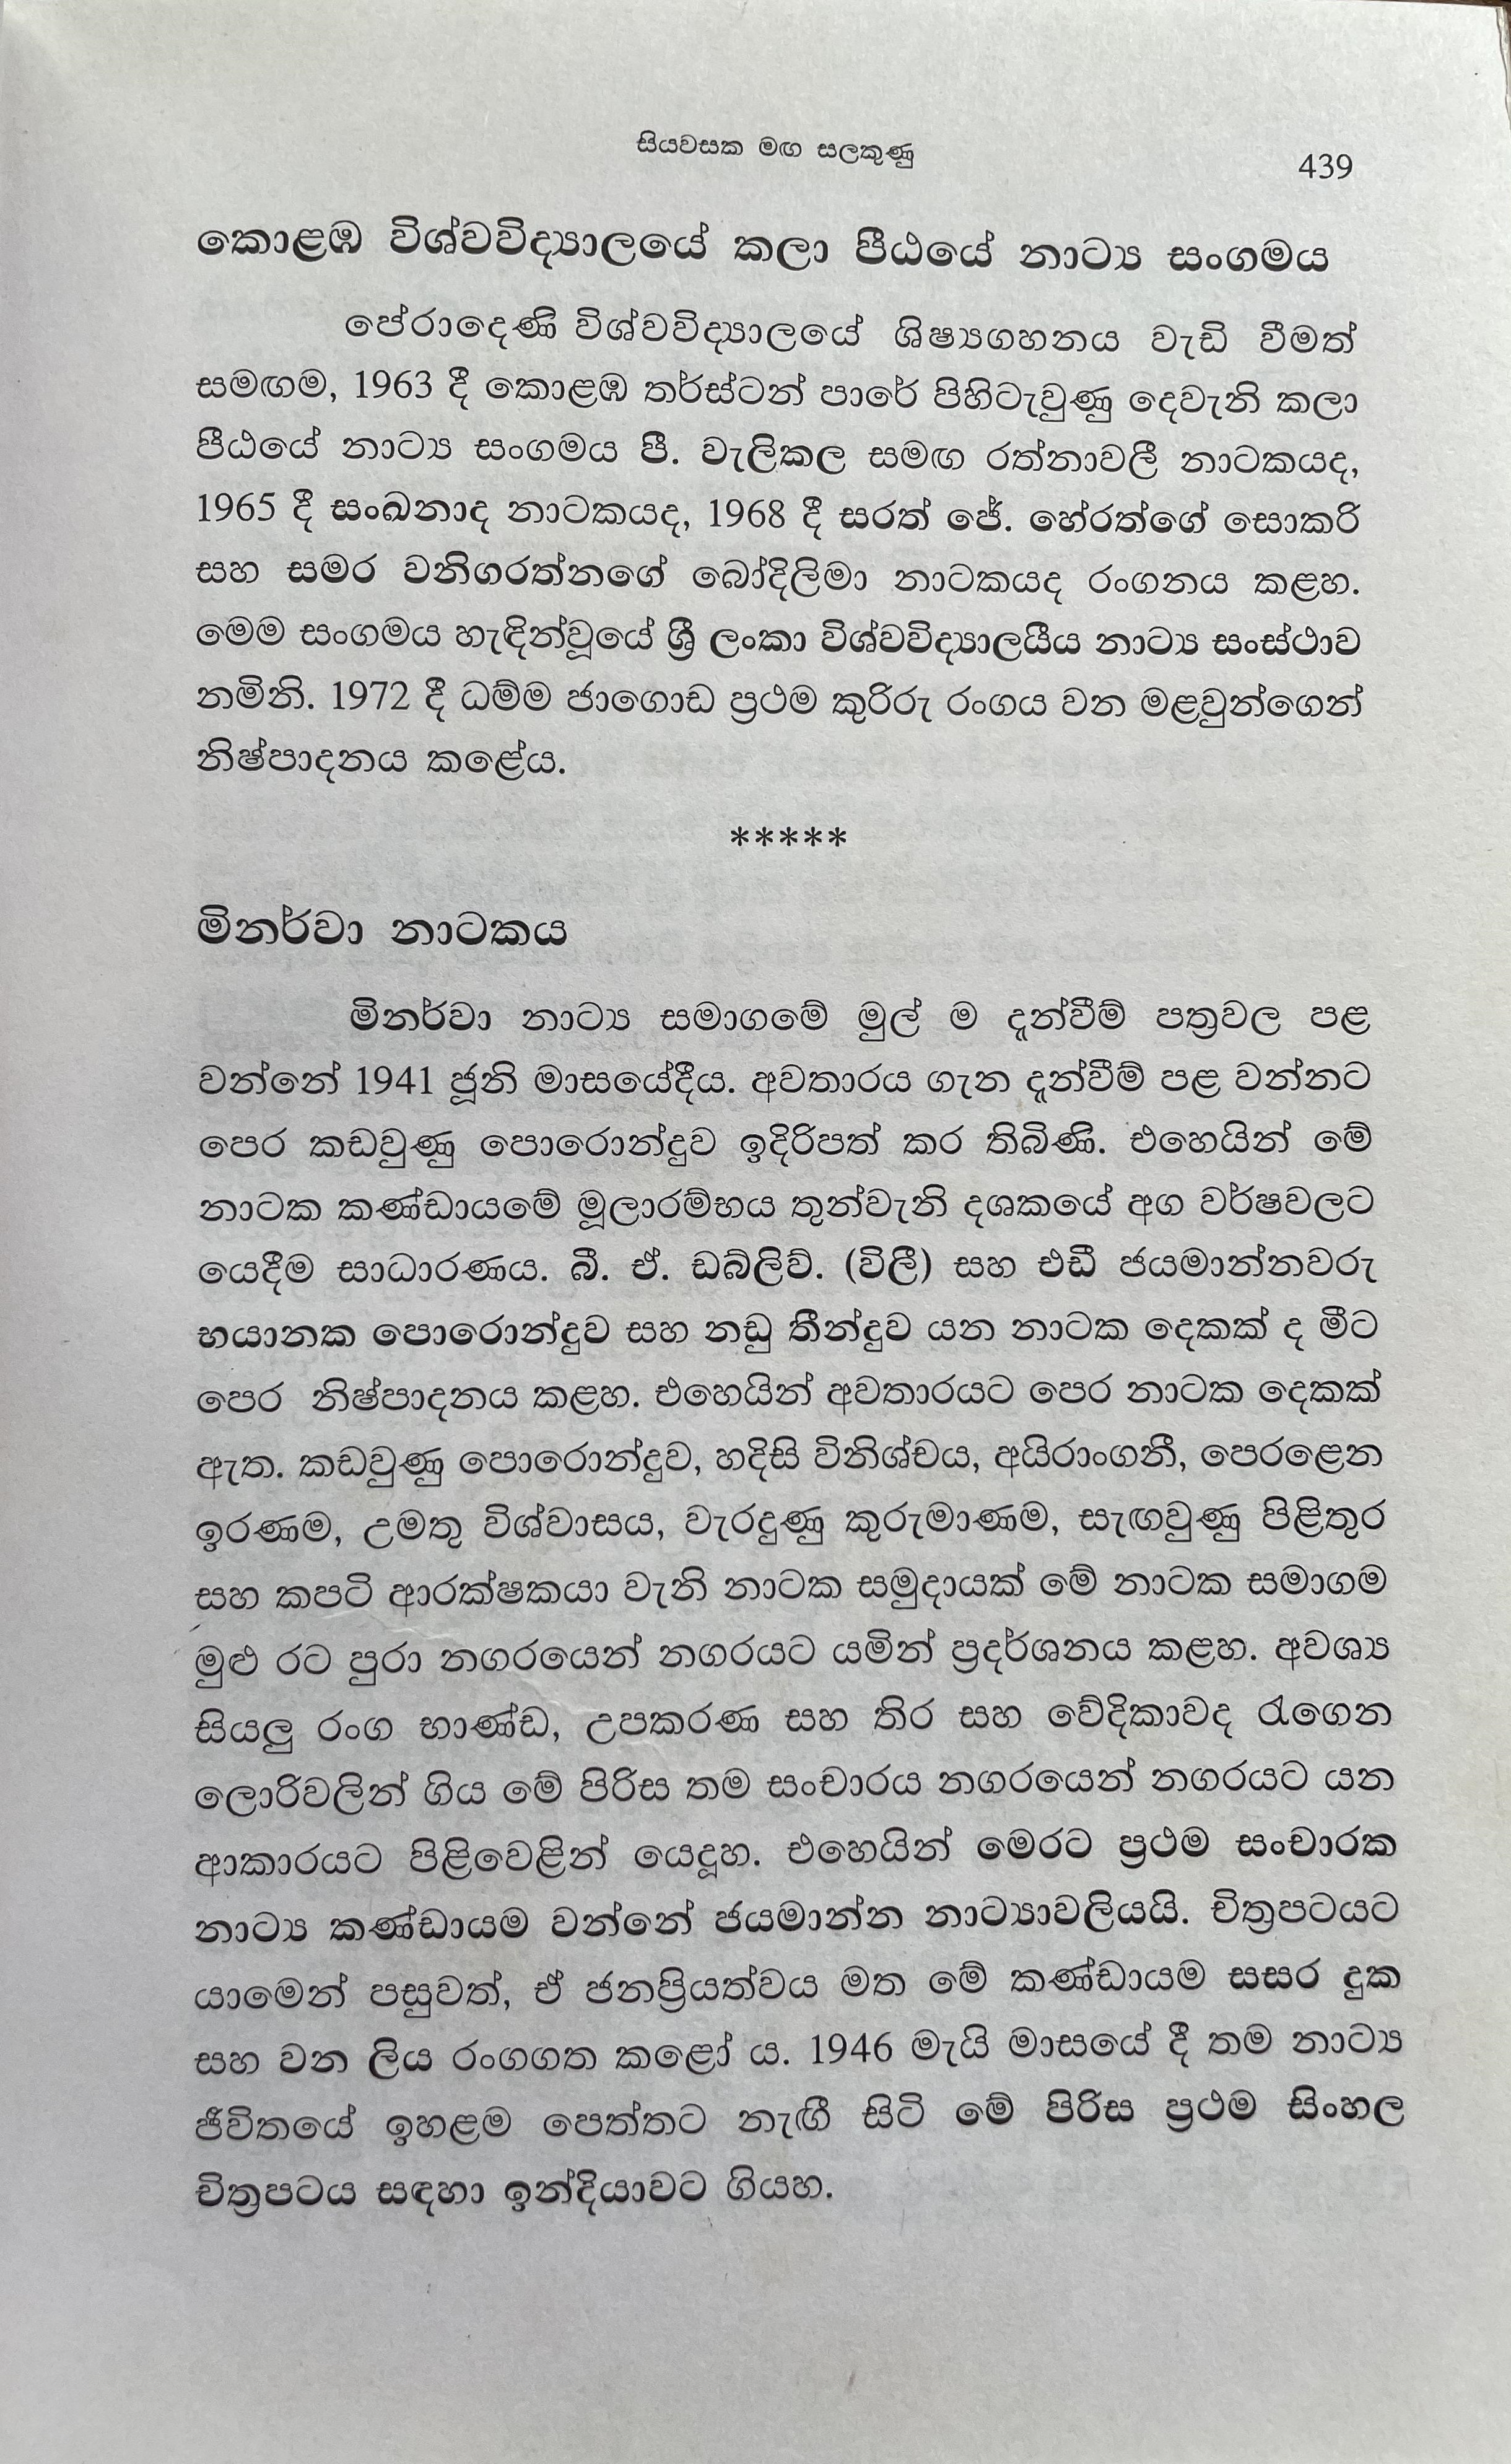 සියවසක මඟ සලකුණු
439
කොළඹ විශ්වවිද්‍යාලයේ කලා පීඨයේ නාට්‍ය සංගමය
පේරාදෙණි විශ්වවිද්‍යාලයේ ශිෂ්‍යගහනය වැඩි වීමත්
සමඟම, 1963 දී කොළඹ තර්ස්ටන් පාරේ පිහිටැවුණු දෙවැනි කලා
පීඨයේ නාට්‍ය සංගමය පී. වැලිකල සමඟ රත්නාවලී නාටකයද,
1965 දී සංඛනාද නාටකයද, 1968 දී සරත් ජේ. හේරත්ගේ සොකරි
සහ සමර වනිගරත්නගේ බෝදිලිමා නාටකයද රංගනය කළහ.
මෙම සංගමය හැඳින්වූයේ ශ්‍රී ලංකා විශ්වවිද්‍යාලයීය නාට්‍ය සංස්ථාව
නමිනි. 1972 දී ධම්ම ජාගොඩ ප්‍රථම කුරිරු රංගය වන මළවුන්ගෙන්
නිෂ්පාදනය කළේය.
*****
මිනර්වා නාටකය
මිනර්වා නාට්‍ය සමාගමේ මුල් ම දැන්වීම් පත්‍රවල පළ
වන්නේ 1941 ජූනි මාසයේදීය. අවතාරය ගැන දැන්වීම් පළ වන්නට
පෙර කඩවුණු පොරොන්දුව ඉදිරිපත් කර තිබිණි. එහෙයින් මේ
නාටක කණ්ඩායමේ මූලාරම්භය තුන්වැනි දශකයේ අග වර්ෂවලට
යෙදීම සාධාරණය. බී. ඒ. ඩබ්ලිව්. (විලී) සහ එඩී ජයමාන්නවරු
භයානක පොරොන්දුව සහ නඩු තීන්දුව යන නාටක දෙකක් ද මීට
පෙර නිෂ්පාදනය කළහ. එහෙයින් අවතාරයට පෙර නාටක දෙකක්
ඇත. කඩවුණු පොරොන්දුව, හදිසි විනිශ්චය, අයිරාංගනී, පෙරළෙන
ඉරණම, උමතු විශ්වාසය, වැරදුණු කුරුමාණම, සැඟවුණු පිළිතුර
සහ කපටි ආරක්ෂකයා වැනි නාටක සමුදායක් මේ නාටක සමාගම
මුළු රට පුරා නගරයෙන් නගරයට යමින් ප්‍රදර්ශනය කළහ. අවශ්‍ය
සියලු රංග භාණ්ඩ, උපකරණ සහ තිර සහ වේදිකාවද රැගෙන
ලොරිවලින් ගිය මේ පිරිස තම සංචාරය නගරයෙන් නගරයට යන
ආකාරයට පිළිවෙළින් යෙදූහ. එහෙයින් මෙරට ප්‍රථම සංචාරක
නාට්‍ය කණ්ඩායම වන්නේ ජයමාන්න නාට්‍යාවලියයි. චිත්‍රපටයට
යාමෙන් පසුවත්, ඒ ජනප්‍රියත්වය මත මේ කණ්ඩායම සසර දුක
සහ වන ලිය රංගගත කළෝ ය. 1946 මැයි මාසයේ දී තම නාට්‍ය
ජීවිතයේ ඉහළම පෙත්තට නැඟී සිටි මේ පිරිස ප්‍රථම සිංහල
චිත්‍රපටය සඳහා ඉන්දියාවට ගියහ.